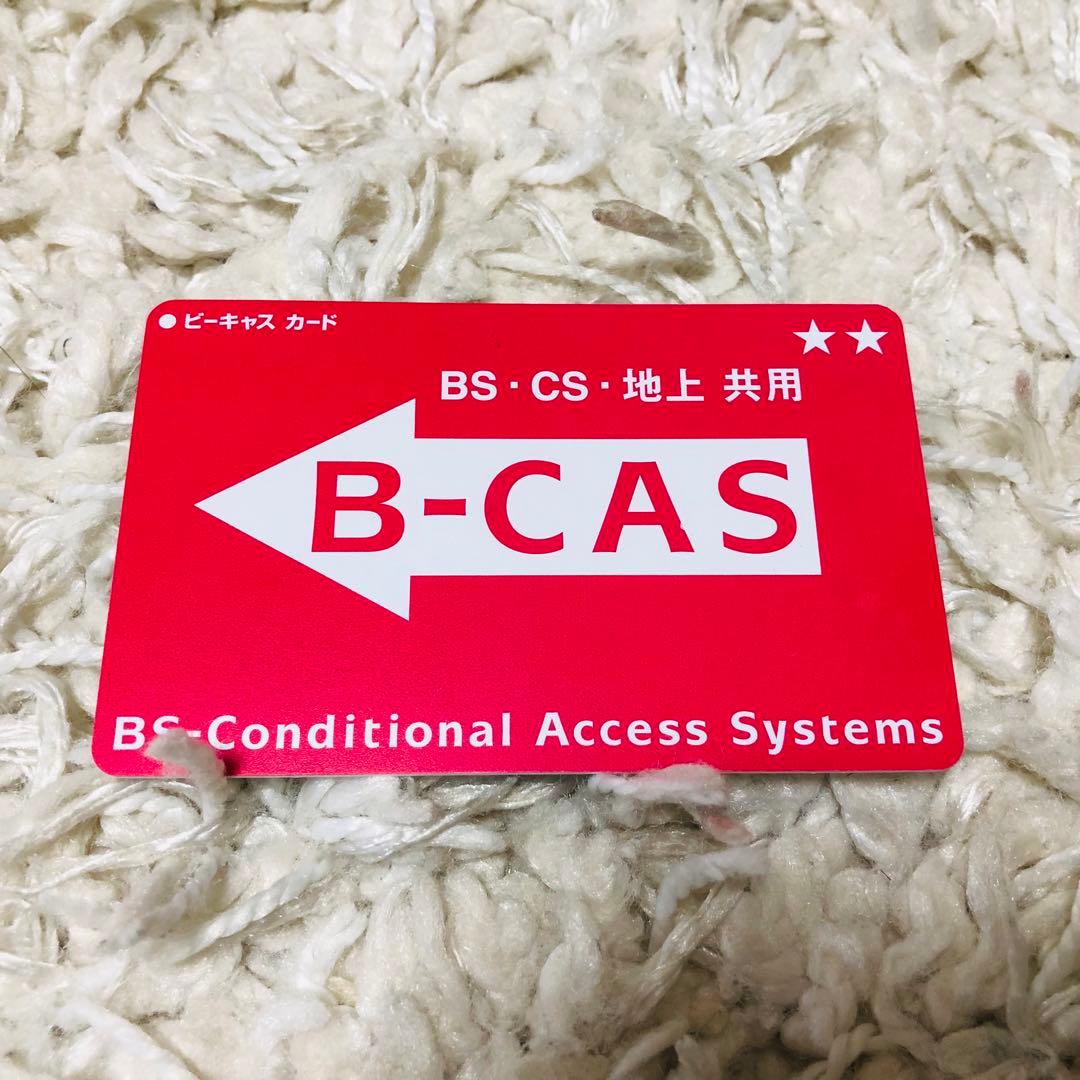 ●ビーキャス カード
★★
BS・CS・地上 共用
B-CAS
BS-Conditional Access Systems